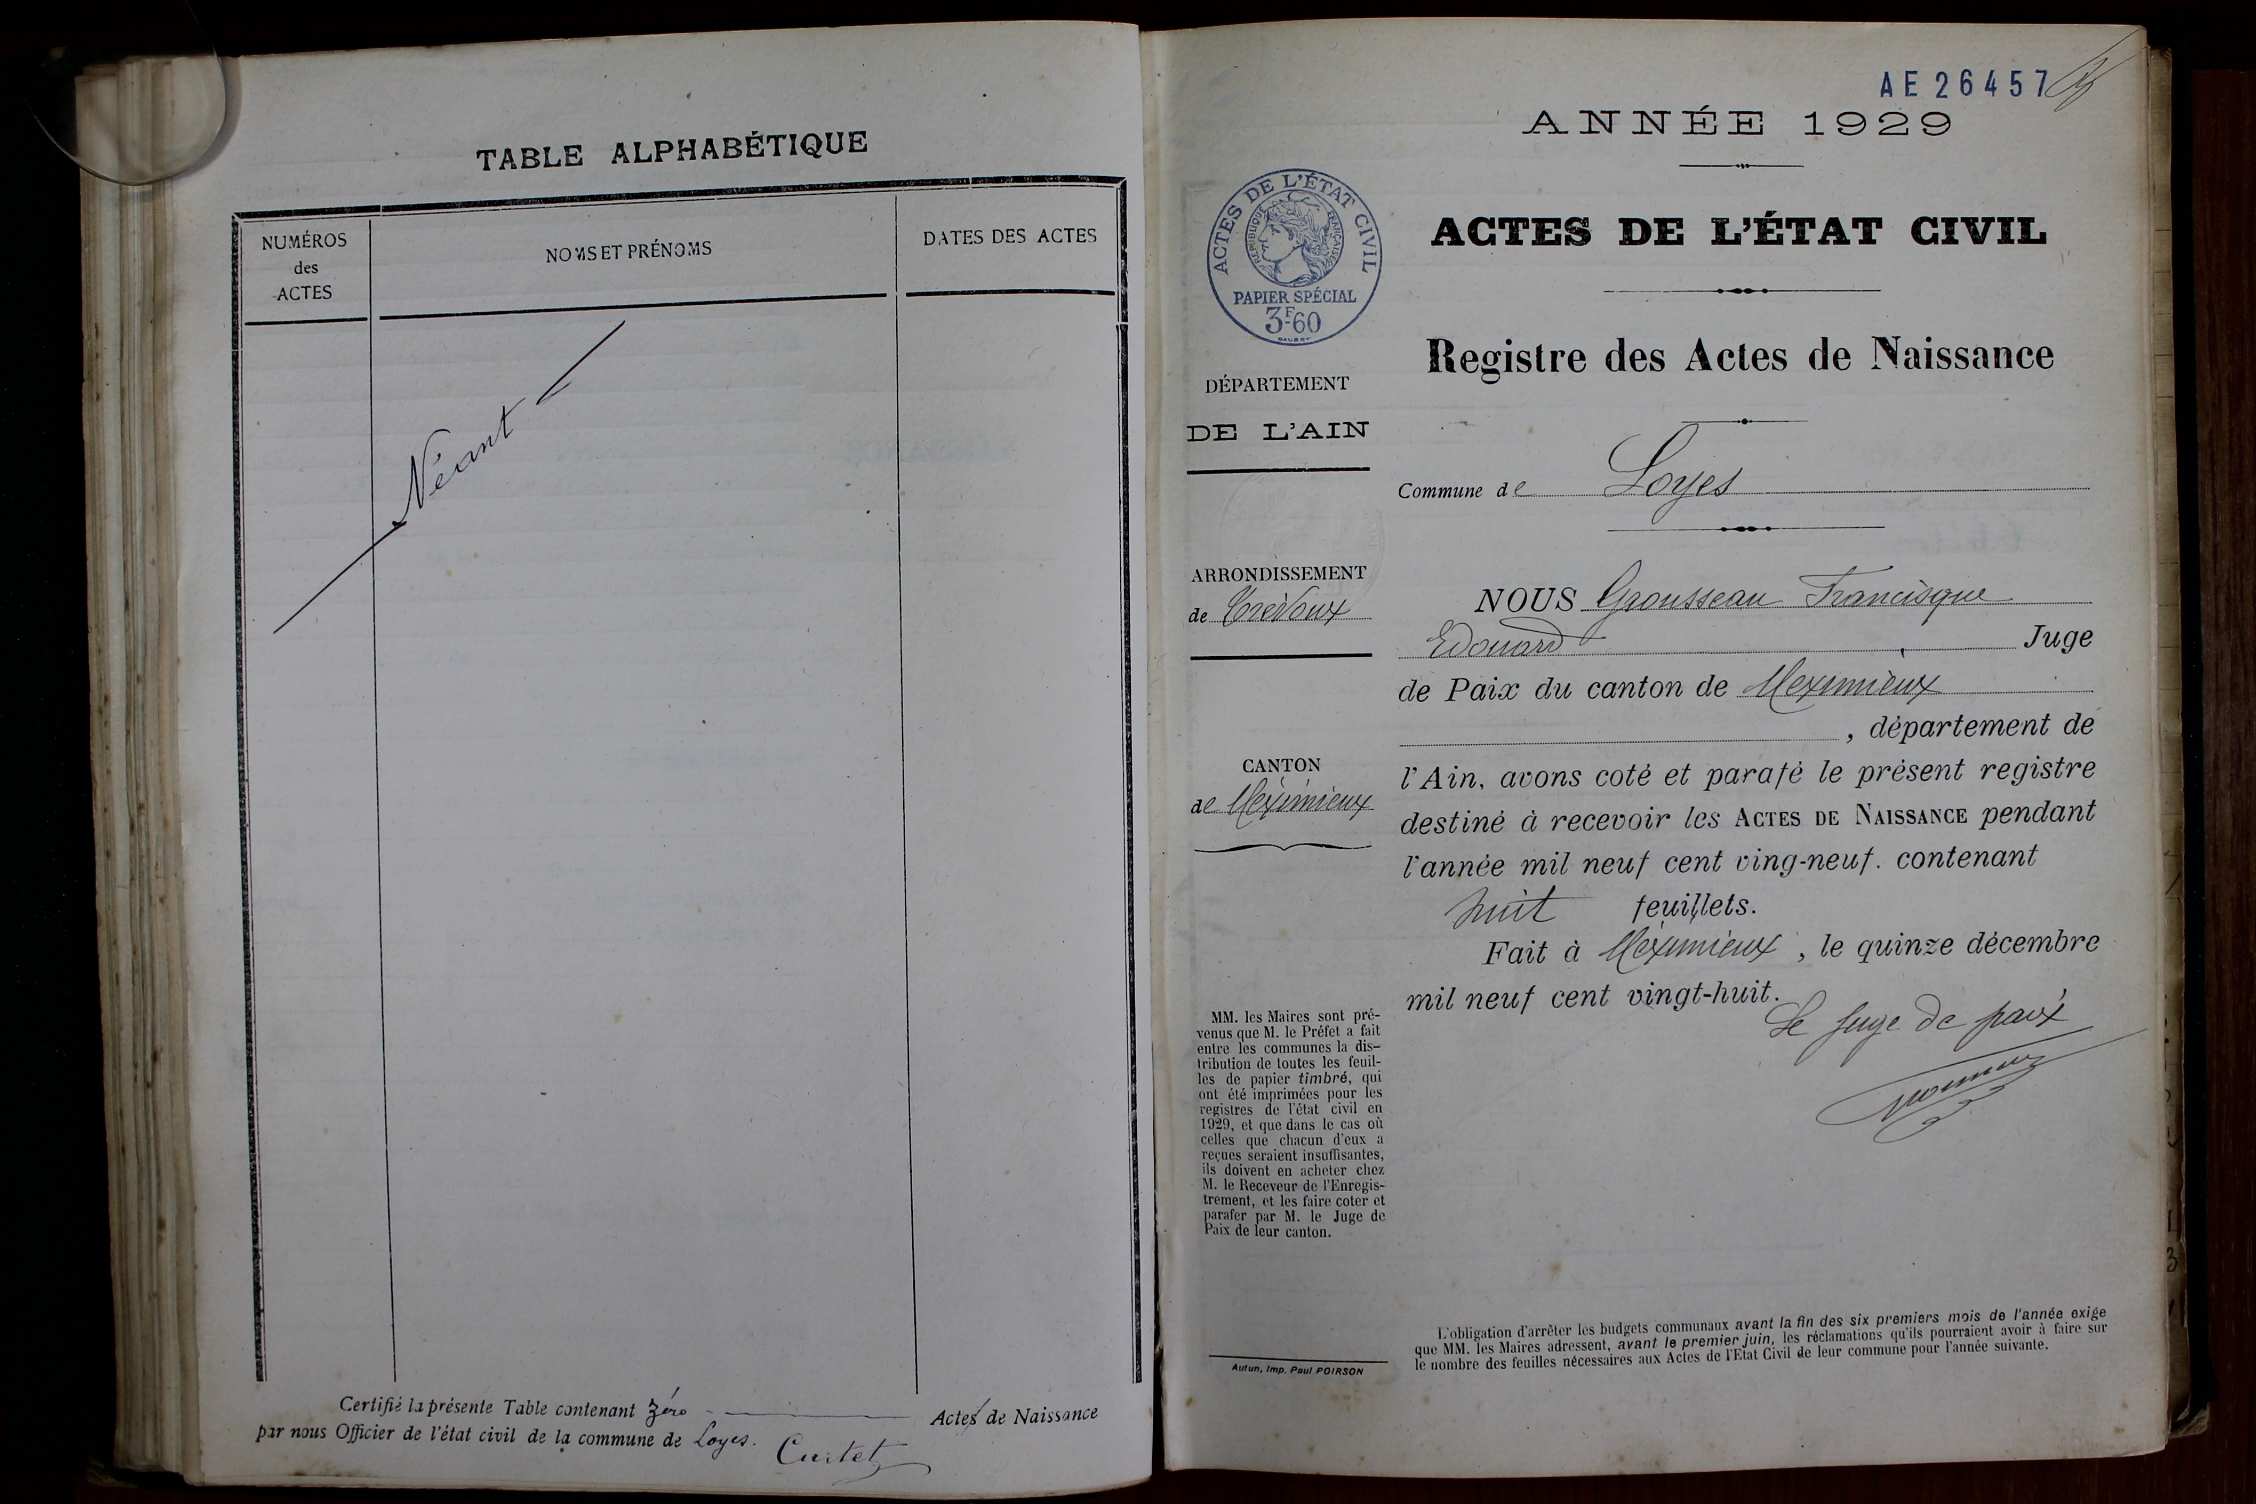 TABLE ALPHABÉTIQUE
NUMÉROS
des
ACTES
NOMS ET PRÉNOMS
DATES DES ACTES
Néant
Certifié la présente Table contenant zéro Actes de Naissance
par nous Officier de l'état civil de la commune de Loyes.
Curtet
AE 26457
ANNÉE 1929
ACTES DE L'ÉTAT CIVIL
RÉPUBLIQUE FRANÇAISE
PAPIER SPÉCIAL
3F60
ACTES DE L'ÉTAT CIVIL
Registre des Actes de Naissance
DÉPARTEMENT
DE L'AIN
Commune de Loyes
ARRONDISSEMENT
de Trévoux
CANTON
de Meximieux
NOUS Grousseau Francisque
Edouard Juge
de Paix du canton de Meximieux
, département de
l'Ain, avons coté et parafé le présent registre
destiné à recevoir les ACTES DE NAISSANCE pendant
l'année mil neuf cent ving-neuf. contenant
huit feuillets.
Fait à Meximieux, le quinze décembre
mil neuf cent vingt-huit.
Le Juge de paix
MM. les Maires sont pré-
venus que M. le Préfet a fait
entre les communes la dis-
tribution de toutes les feuil-
les de papier timbré, qui
ont été imprimées pour les
registres de l'état civil en
1929, et que dans le cas où
celles que chacun d'eux a
reçues seraient insuffisantes,
ils doivent en acheter chez
M. le Receveur de l'Enregis-
trement, et les faire coter et
parafer par M. le Juge de
Paix de leur canton.
Autun, Imp. Paul POIRSON
L'obligation d'arrêter les budgets communaux avant la fin des six premiers mois de l'année exige
que MM. les Maires adressent, avant le premier juin, les réclamations qu'ils pourraient avoir à faire sur
le nombre des feuilles nécessaires aux Actes de l'Etat Civil de leur commune pour l'année suivante.